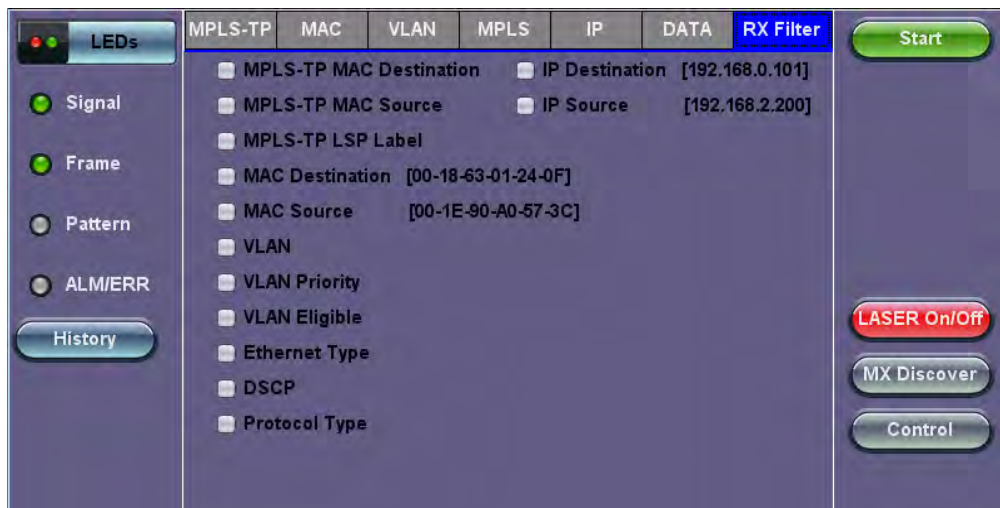 LEDs
Signal
Frame
Pattern
ALM/ERR
History
MPLS-TP MAC VLAN MPLS IP DATA RX Filter
MPLS-TP MAC Destination IP Destination [192.168.0.101]
MPLS-TP MAC Source IP Source [192.168.2.200]
MPLS-TP LSP Label
MAC Destination [00-18-63-01-24-0F]
MAC Source [00-1E-90-A0-57-3C]
VLAN
VLAN Priority
VLAN Eligible
Ethernet Type
DSCP
Protocol Type
Start
LASER On/Off
MX Discover
Control